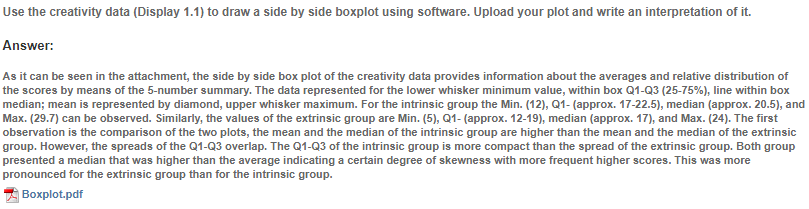 Use the creativity data (Display 1.1) to draw a side by side boxplot using software. Upload your plot and write an interpretation of it.
Answer:
As it can be seen in the attachment, the side by side box plot of the creativity data provides information about the averages and relative distribution of
the scores by means of the 5-number summary. The data represented for the lower whisker minimum value, within box Q1-Q3 (25-75%), line within box
median; mean is represented by diamond, upper whisker maximum. For the intrinsic group the Min. (12), Q1- (approx. 17-22.5), median (approx. 20.5), and
Max. (29.7) can be observed. Similarly, the values of the extrinsic group are Min. (5), Q1- (approx. 12-19), median (approx. 17), and Max. (24). The first
observation is the comparison of the two plots, the mean and the median of the intrinsic group are higher than the mean and the median of the extrinsic
group. However, the spreads of the Q1-Q3 overlap. The Q1-Q3 of the intrinsic group is more compact than the spread of the extrinsic group. Both group
presented a median that was higher than the average indicating a certain degree of skewness with more frequent higher scores. This was more
pronounced for the extrinsic group than for the intrinsic group.
Boxplot.pdf